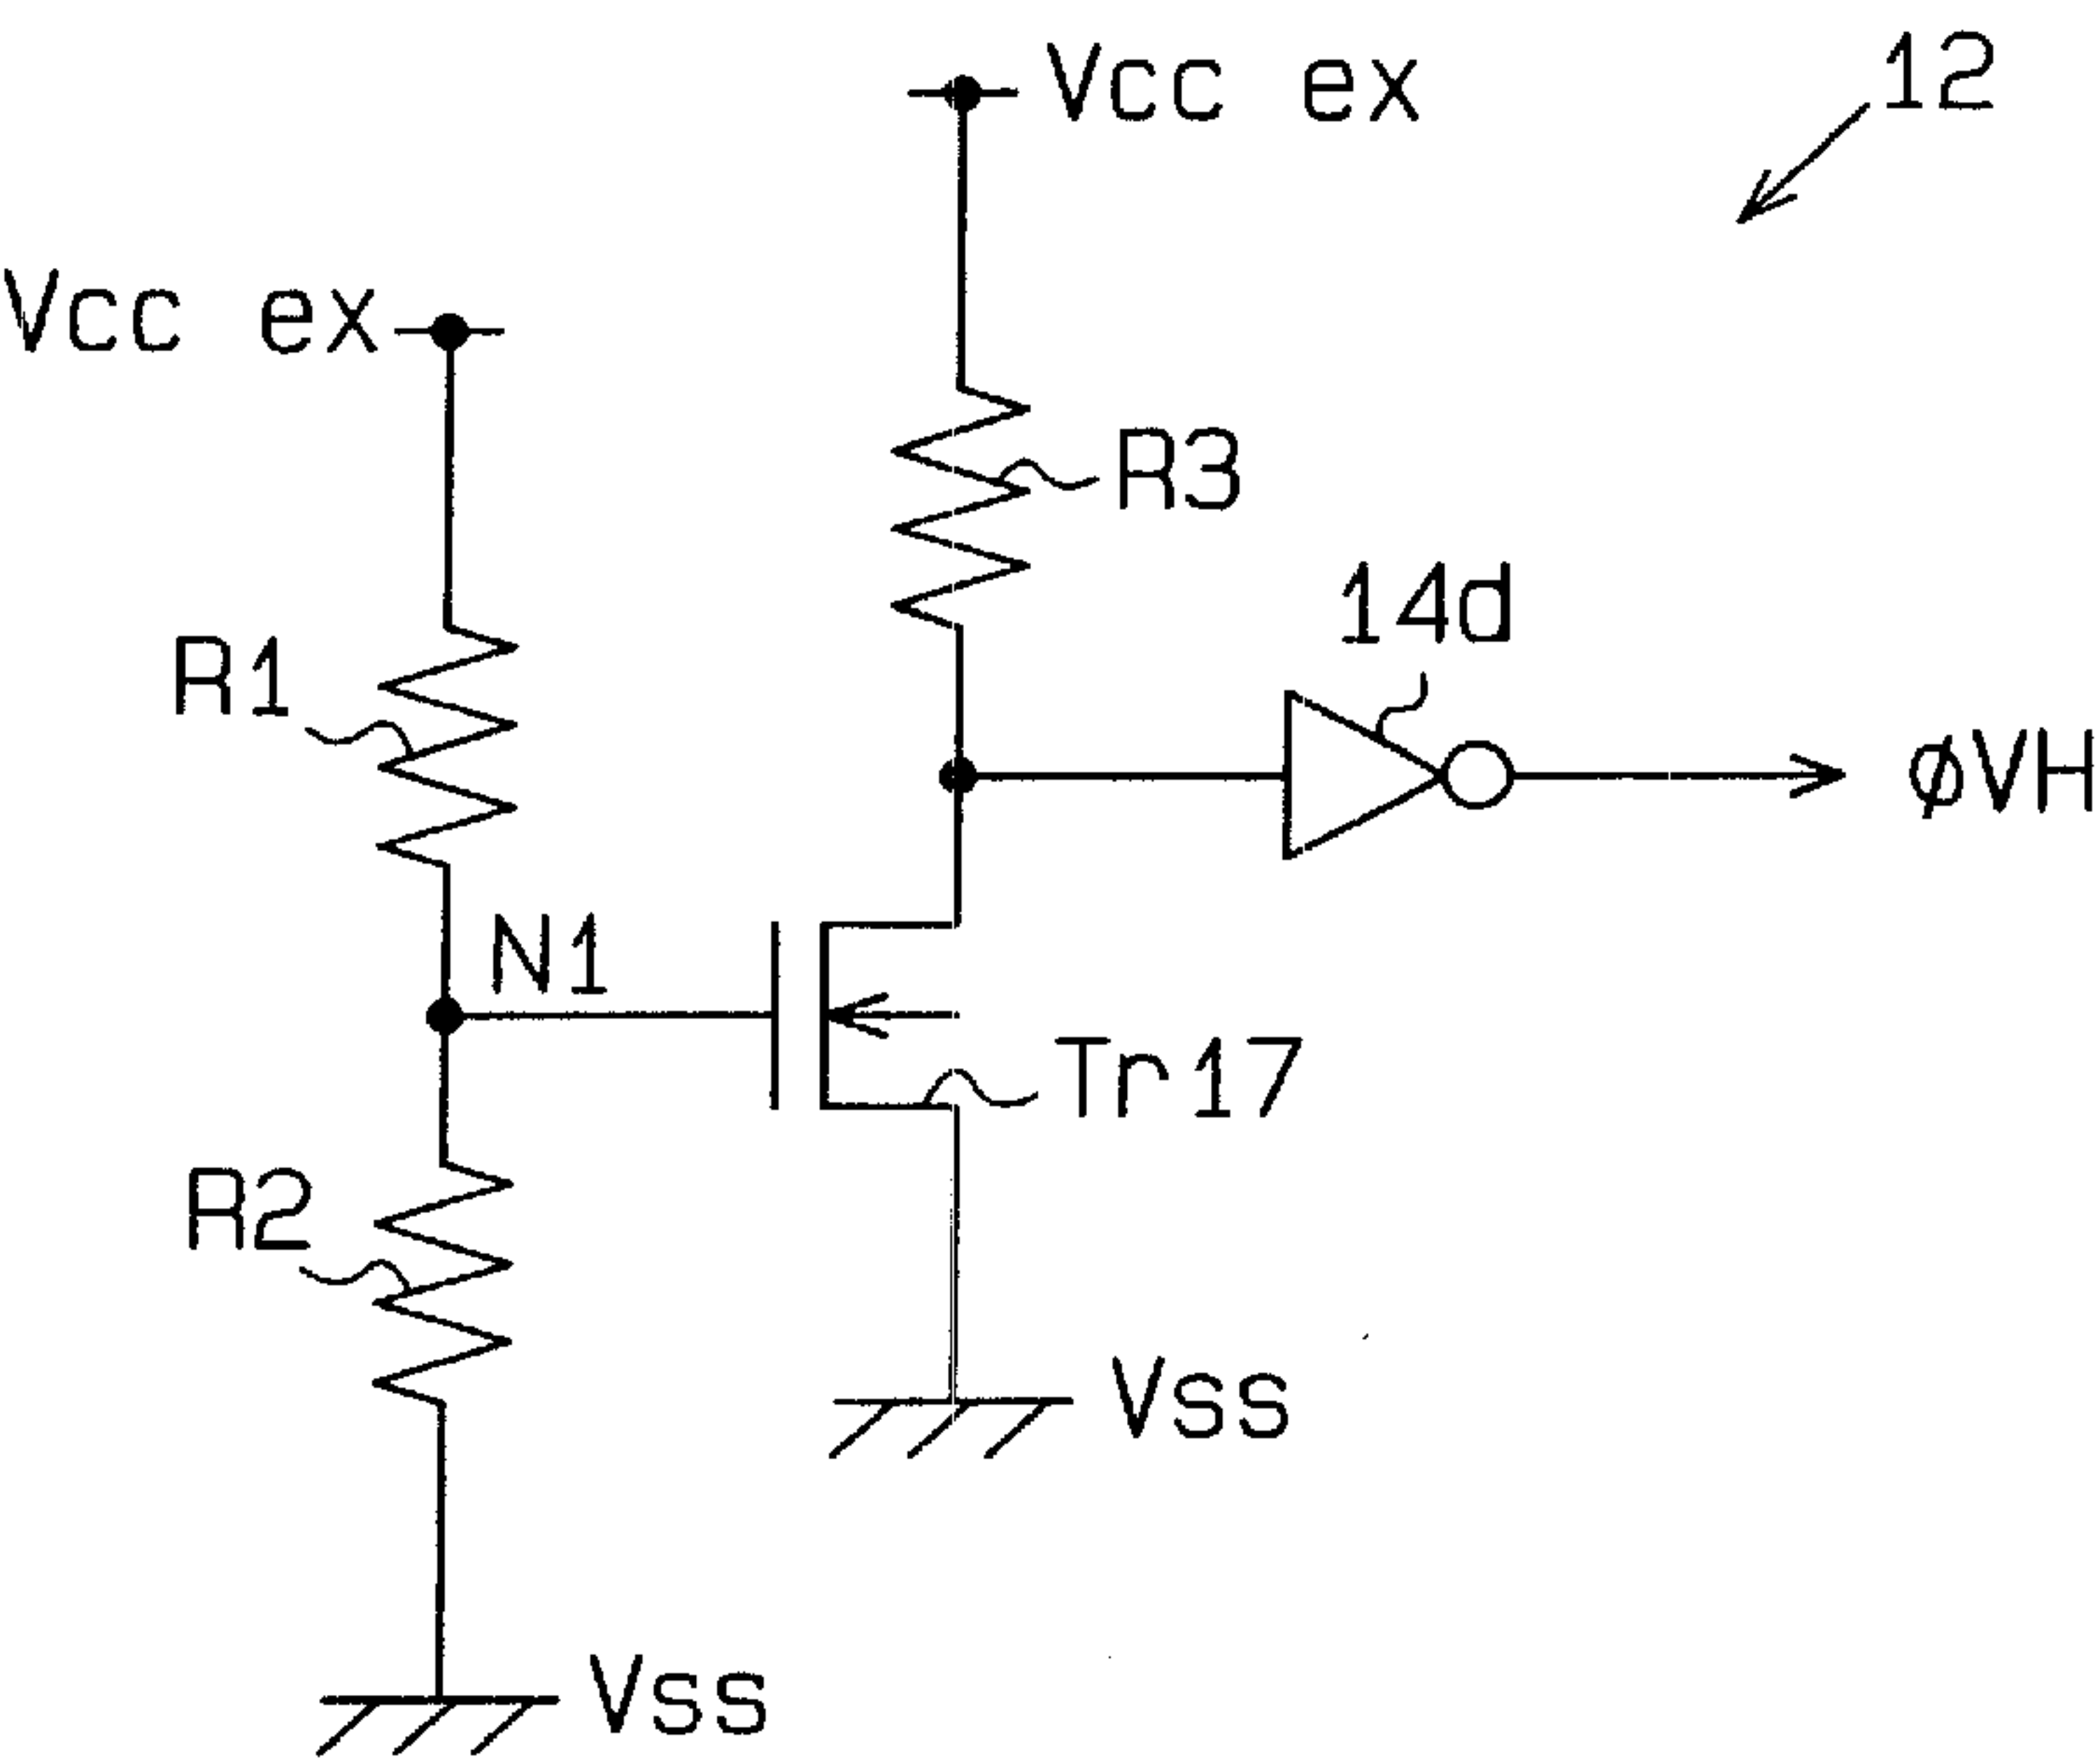 Vcc ex
12
Vcc ex
R3
14d
R1
φVH
N1
Tr17
R2
Vss
Vss